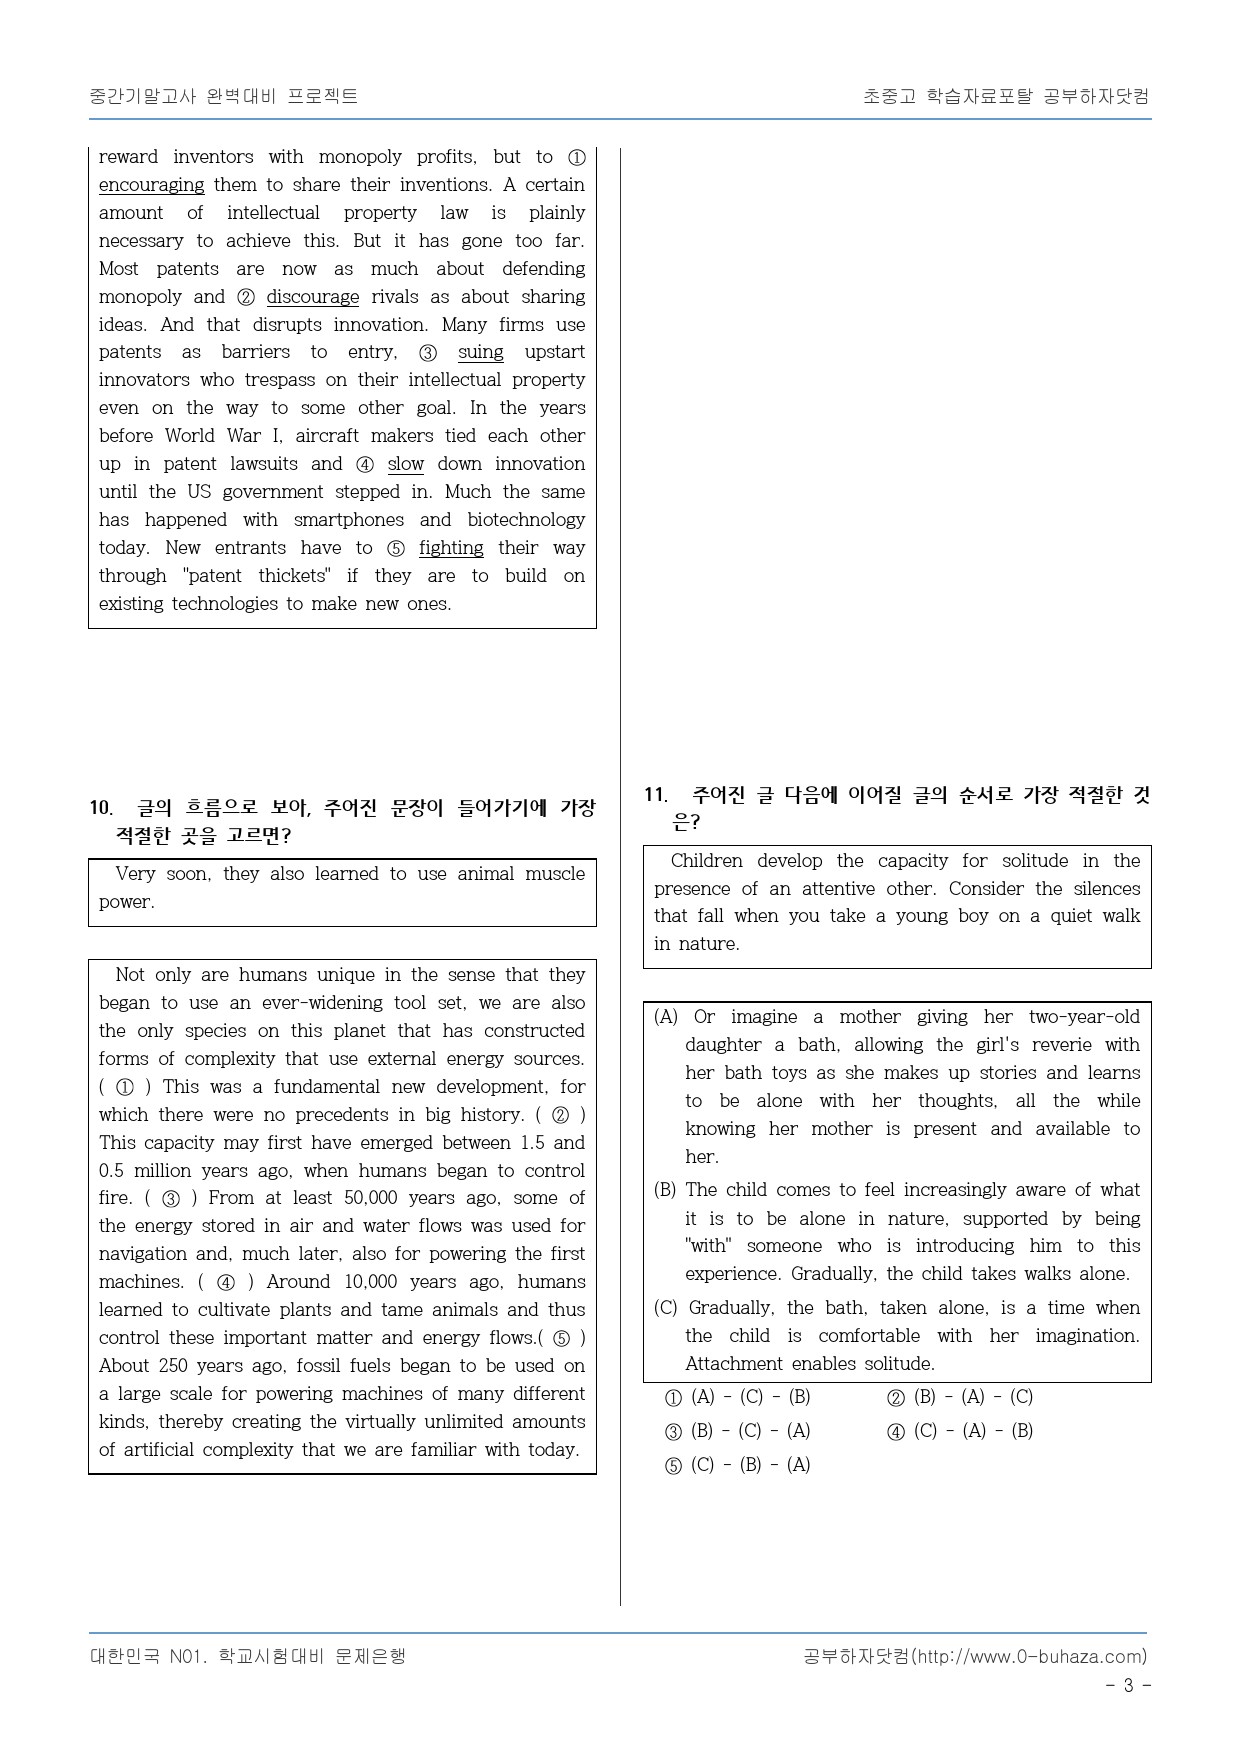 중간기말고사 완벽대비 프로젝트
초중고 학습자료포탈 공부하자닷컴
reward inventors with monopoly profits, but to ①
encouraging them to share their inventions. A certain
amount of intellectual property law is plainly
necessary to achieve this. But it has gone too far.
Most patents are now as much about defending
monopoly and ② discourage rivals as about sharing
ideas. And that disrupts innovation. Many firms use
patents as barriers to entry, ③ suing upstart
innovators who trespass on their intellectual property
even on the way to some other goal. In the years
before World War I, aircraft makers tied each other
up in patent lawsuits and ④ slow down innovation
until the US government stepped in. Much the same
has happened with smartphones and biotechnology
today. New entrants have to ⑤ fighting their way
through "patent thickets" if they are to build on
existing technologies to make new ones.
10. 글의 흐름으로 보아, 주어진 문장이 들어가기에 가장
적절한 곳을 고르면?
Very soon, they also learned to use animal muscle
power.
Not only are humans unique in the sense that they
began to use an ever-widening tool set, we are also
the only species on this planet that has constructed
forms of complexity that use external energy sources.
( ① ) This was a fundamental new development, for
which there were no precedents in big history. ( ② )
This capacity may first have emerged between 1.5 and
0.5 million years ago, when humans began to control
fire. ( ③ ) From at least 50,000 years ago, some of
the energy stored in air and water flows was used for
navigation and, much later, also for powering the first
machines. ( ④ ) Around 10,000 years ago, humans
learned to cultivate plants and tame animals and thus
control these important matter and energy flows.( ⑤ )
About 250 years ago, fossil fuels began to be used on
a large scale for powering machines of many different
kinds, thereby creating the virtually unlimited amounts
of artificial complexity that we are familiar with today.
11. 주어진 글 다음에 이어질 글의 순서로 가장 적절한 것
은?
Children develop the capacity for solitude in the
presence of an attentive other. Consider the silences
that fall when you take a young boy on a quiet walk
in nature.
(A) Or imagine a mother giving her two-year-old
daughter a bath, allowing the girl's reverie with
her bath toys as she makes up stories and learns
to be alone with her thoughts, all the while
knowing her mother is present and available to
her.
(B) The child comes to feel increasingly aware of what
it is to be alone in nature, supported by being
"with" someone who is introducing him to this
experience. Gradually, the child takes walks alone.
(C) Gradually, the bath, taken alone, is a time when
the child is comfortable with her imagination.
Attachment enables solitude.
① (A) - (C) - (B) ② (B) - (A) - (C)
③ (B) - (C) - (A) ④ (C) - (A) - (B)
⑤ (C) - (B) - (A)
대한민국 N01. 학교시험대비 문제은행
공부하자닷컴(http://www.0-buhaza.com)
- 3 -